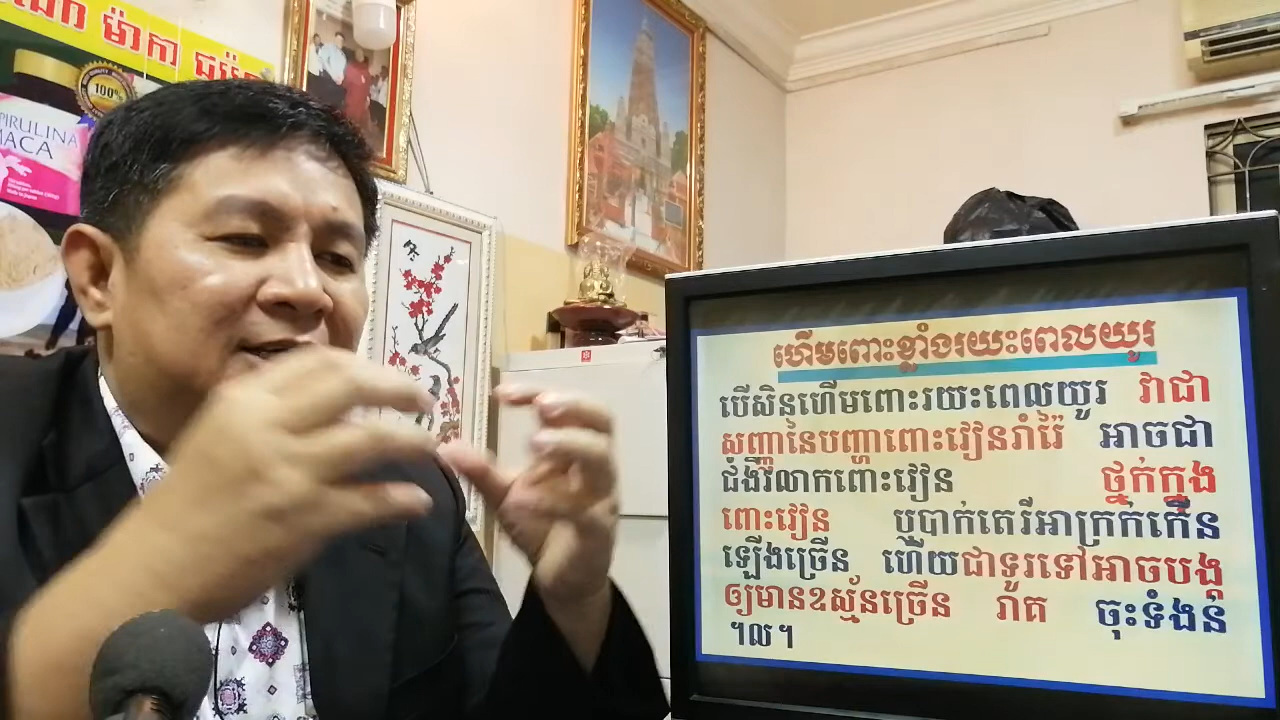 ម៉ាកា
100%
SPIRULINA
MACA
ហើមពោះខ្លាំងរយះពេលយូរ
បើសិនហើមពោះរយះពេលយូរ វាជា
សញ្ញានៃបញ្ហាពោះវៀនរ៉ាំរ៉ៃ អាចជា
ជំងឺរលាកពោះវៀន ថ្នក់ក្នុង
ពោះវៀន ឬបាក់តេរីអាក្រក់កើន
ឡើងច្រើន ហើយជាទូរទៅអាចបង្ក
ឲ្យមានឧស្ម័នច្រើន រាគ ចុះទំងន់
។ល។